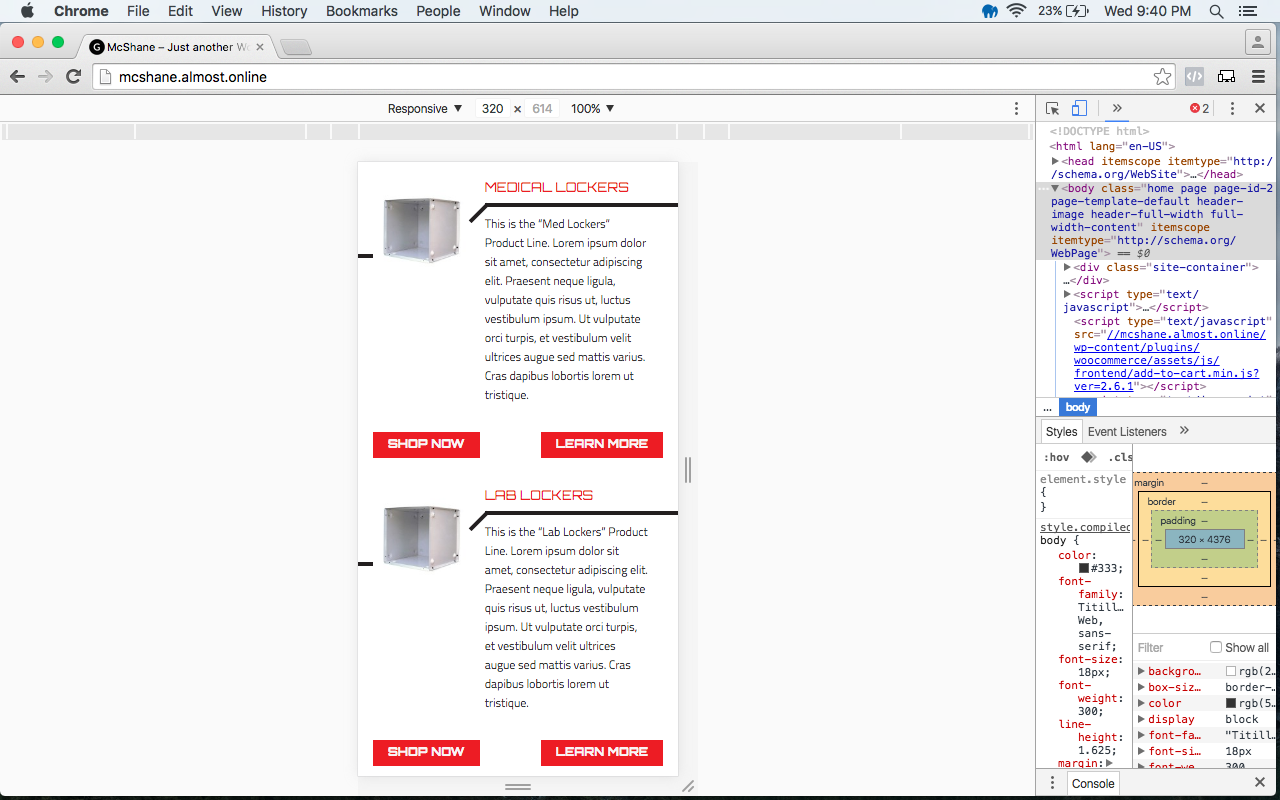 Chrome File Edit View History Bookmarks People Window Help 23% Wed 9:40 PM
McShane – Just another Wo
mcshane.almost.online
Responsive ▼ 320 × 614 100% ▼
MEDICAL LOCKERS
This is the “Med Lockers”
Product Line. Lorem ipsum dolor
sit amet, consectetur adipiscing
elit. Praesent neque ligula,
vulputate quis risus ut, luctus
vestibulum ipsum. Ut vulputate
orci turpis, et vestibulum velit
ultrices augue sed mattis varius.
Cras dapibus lobortis lorem ut
tristique.
SHOP NOW LEARN MORE
LAB LOCKERS
This is the “Lab Lockers” Product
Line. Lorem ipsum dolor sit
amet, consectetur adipiscing elit.
Praesent neque ligula, vulputate
quis risus ut, luctus vestibulum
ipsum. Ut vulputate orci turpis,
et vestibulum velit ultrices
augue sed mattis varius. Cras
dapibus lobortis lorem ut
tristique.
SHOP NOW LEARN MORE
» 2
<!DOCTYPE html>
<html lang="en-US">
▶<head itemscope itemtype="http:/
/schema.org/WebSite">…</head>
…▼<body class="home page page-id-2
page-template-default header-
image header-full-width full-
width-content" itemscope
itemtype="http://schema.org/
WebPage"> == $0
▶<div class="site-container">
…</div>
▶<script type="text/
javascript">…</script>
<script type="text/javascript"
src="//mcshane.almost.online/
wp-content/plugins/
woocommerce/assets/js/
frontend/add-to-cart.min.js?
ver=2.6.1"></script>
... body
Styles Event Listeners »
:hov .cls
element.style
{
}
style.compiled
body {
color:
#333;
font-
family:
Titill…
Web,
sans-
serif;
font-size:
18px;
font-
weight:
300;
line-
height:
1.625;
margin:▶
margin –
border –
padding –
– – – 320 × 4376 – – –
–
–
–
Filter Show all
▶ backgro… rgb(2…
▶ box-siz… border-…
▶ color rgb(5…
▶ display block
▶ font-fa… "Titill…
▶ font-si… 18px
▶ font-we… 300
Console